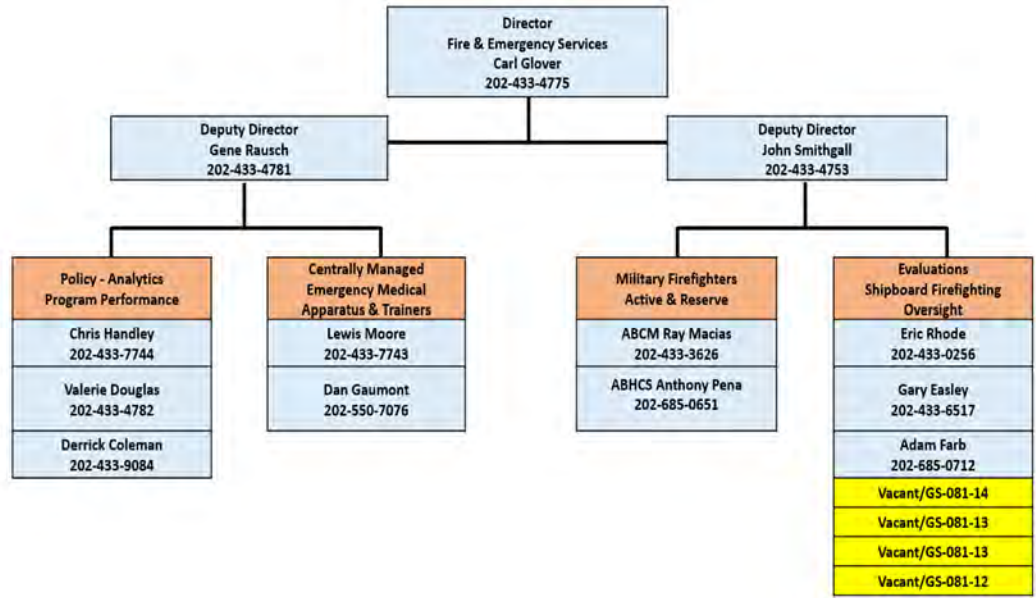 Director
Fire & Emergency Services
Carl Glover
202-433-4775
Deputy Director
Gene Rausch
202-433-4781
Deputy Director
John Smithgall
202-433-4753
Policy - Analytics
Program Performance
Chris Handley
202-433-7744
Valerie Douglas
202-433-4782
Derrick Coleman
202-433-9084
Centrally Managed
Emergency Medical
Apparatus & Trainers
Lewis Moore
202-433-7743
Dan Gaumont
202-550-7076
Military Firefighters
Active & Reserve
ABCM Ray Macias
202-433-3626
ABHCS Anthony Pena
202-685-0651
Evaluations
Shipboard Firefighting
Oversight
Eric Rhode
202-433-0256
Gary Easley
202-433-6517
Adam Farb
202-685-0712
Vacant/GS-081-14
Vacant/GS-081-13
Vacant/GS-081-13
Vacant/GS-081-12